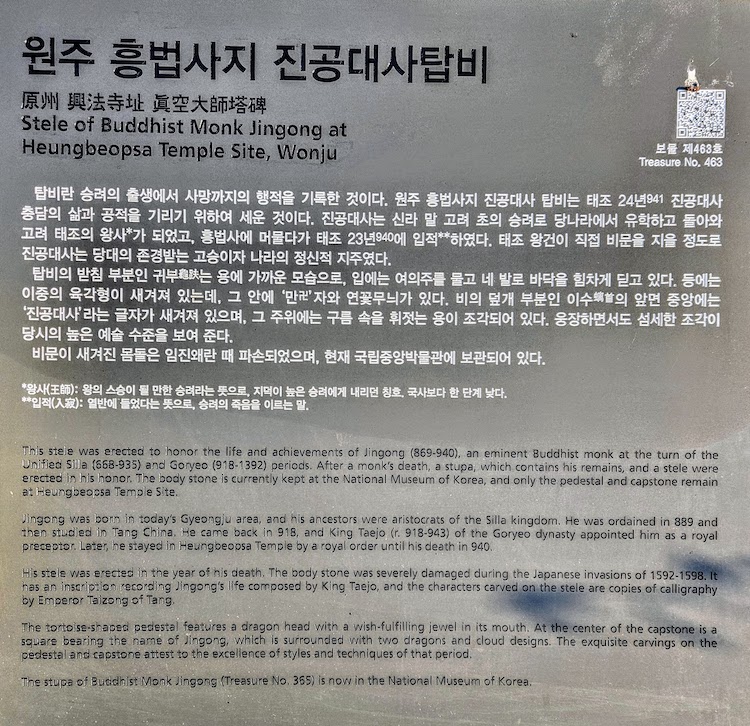 원주 흥법사지 진공대사탑비
原州 興法寺址 眞空大師塔碑
Stele of Buddhist Monk Jingong at
Heungbeopsa Temple Site, Wonju
보물 제463호
Treasure No. 463
탑비란 승려의 출생에서 사망까지의 행적을 기록한 것이다. 원주 흥법사지 진공대사 탑비는 태조 24년941 진공대사
충담의 삶과 공적을 기리기 위하여 세운 것이다. 진공대사는 신라 말 고려 초의 승려로 당나라에서 유학하고 돌아와
고려 태조의 왕사*가 되었고, 흥법사에 머물다가 태조 23년940에 입적**하였다. 태조 왕건이 직접 비문을 지을 정도로
진공대사는 당대의 존경받는 고승이자 나라의 정신적 지주였다.
탑비의 받침 부분인 귀부龜趺는 용에 가까운 모습으로, 입에는 여의주를 물고 네 발로 바닥을 힘차게 딛고 있다. 등에는
이중의 육각형이 새겨져 있는데, 그 안에 '만卍'자와 연꽃무늬가 있다. 비의 덮개 부분인 이수螭首의 앞면 중앙에는
'진공대사'라는 글자가 새겨져 있으며, 그 주위에는 구름 속을 휘젓는 용이 조각되어 있다. 웅장하면서도 섬세한 조각이
당시의 높은 예술 수준을 보여 준다.
비문이 새겨진 몸돌은 임진왜란 때 파손되었으며, 현재 국립중앙박물관에 보관되어 있다.
*왕사(王師): 왕의 스승이 될 만한 승려라는 뜻으로, 지덕이 높은 승려에게 내리던 칭호. 국사보다 한 단계 낮다.
**입적(入寂): 열반에 들었다는 뜻으로, 승려의 죽음을 이르는 말.
This stele was erected to honor the life and achievements of Jingong (869-940), an eminent Buddhist monk at the turn of the
Unified Silla (668-935) and Goryeo (918-1392) periods. After a monk's death, a stupa, which contains his remains, and a stele were
erected in his honor. The body stone is currently kept at the National Museum of Korea, and only the pedestal and capstone remain
at Heungbeopsa Temple Site.
Jingong was born in today's Gyeongju area, and his ancestors were aristocrats of the Silla kingdom. He was ordained in 889 and
then studied in Tang China. He came back in 918, and King Taejo (r. 918-943) of the Goryeo dynasty appointed him as a royal
preceptor. Later, he stayed in Heungbeopsa Temple by a royal order until his death in 940.
His stele was erected in the year of his death. The body stone was severely damaged during the Japanese invasions of 1592-1598. It
has an inscription recording Jingong's life composed by King Taejo, and the characters carved on the stele are copies of calligraphy
by Emperor Taizong of Tang.
The tortoise-shaped pedestal features a dragon head with a wish-fulfilling jewel in its mouth. At the center of the capstone is a
square bearing the name of Jingong, which is surrounded with two dragons and cloud designs. The exquisite carvings on the
pedestal and capstone attest to the excellence of styles and techniques of that period.
The stupa of Buddhist Monk Jingong (Treasure No. 365) is now in the National Museum of Korea.